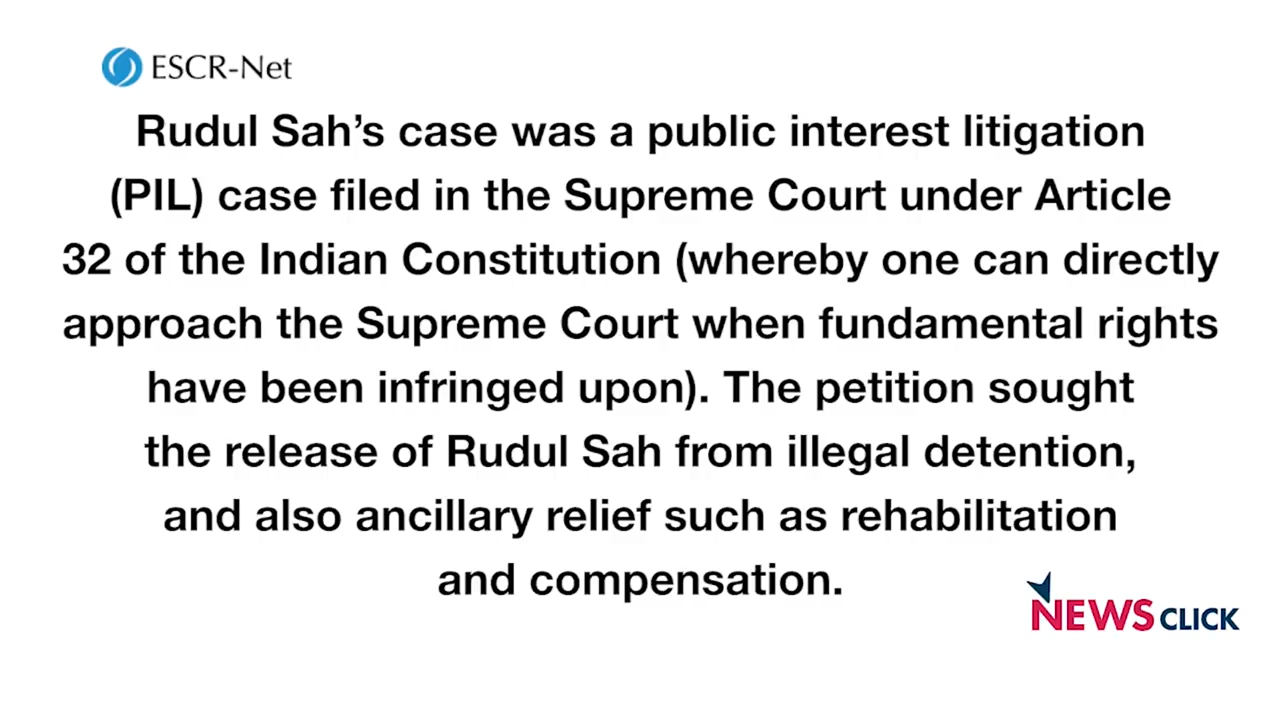 ESCR-Net
Rudul Sah’s case was a public interest litigation
(PIL) case filed in the Supreme Court under Article
32 of the Indian Constitution (whereby one can directly
approach the Supreme Court when fundamental rights
have been infringed upon). The petition sought
the release of Rudul Sah from illegal detention,
and also ancillary relief such as rehabilitation
and compensation.
NEWSCLICK